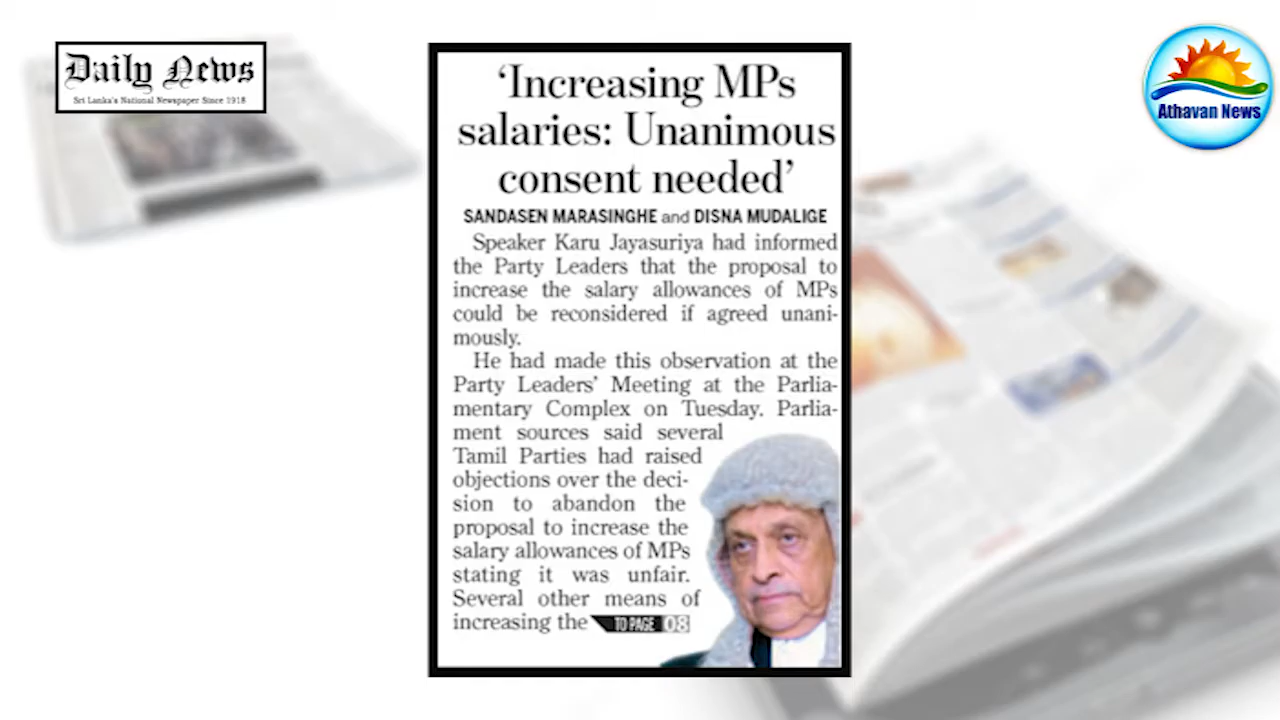 Daily News
Sri Lanka's National Newspaper Since 1918
Athavan News
‘Increasing MPs
salaries: Unanimous
consent needed’
SANDASEN MARASINGHE and DISNA MUDALIGE
Speaker Karu Jayasuriya had informed
the Party Leaders that the proposal to
increase the salary allowances of MPs
could be reconsidered if agreed unani-
mously.
He had made this observation at the
Party Leaders’ Meeting at the Parlia-
mentary Complex on Tuesday. Parlia-
ment sources said several
Tamil Parties had raised
objections over the deci-
sion to abandon the
proposal to increase the
salary allowances of MPs
stating it was unfair.
Several other means of
increasing the TO PAGE 08